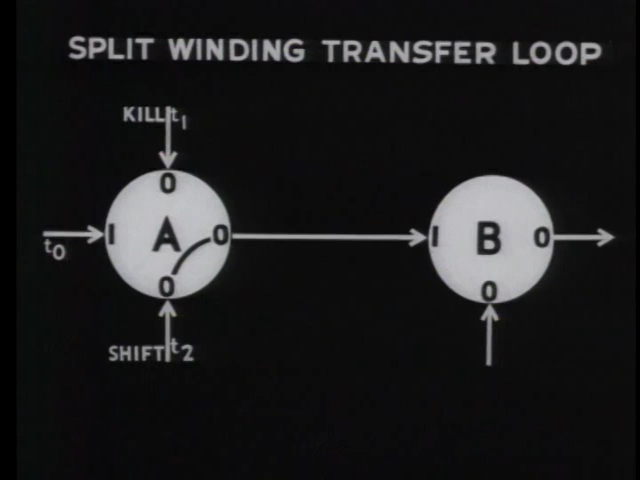 SPLIT WINDING TRANSFER LOOP
KILL t1
0
t0 1 A 0 1 B 0
0 0
SHIFT t2